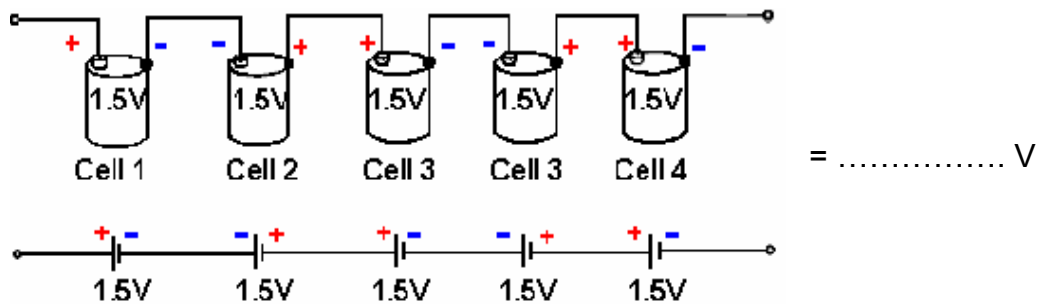 + - - + + - - + + -
1.5V 1.5V 1.5V 1.5V 1.5V
Cell 1 Cell 2 Cell 3 Cell 3 Cell 4
= ................ V
+ - - + + - - + + -
1.5V 1.5V 1.5V 1.5V 1.5V